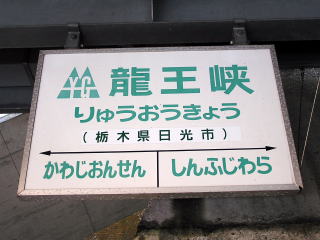 龍王峡
りゅうおうきょう
(栃木県日光市)
かわじおんせん しんふじわら